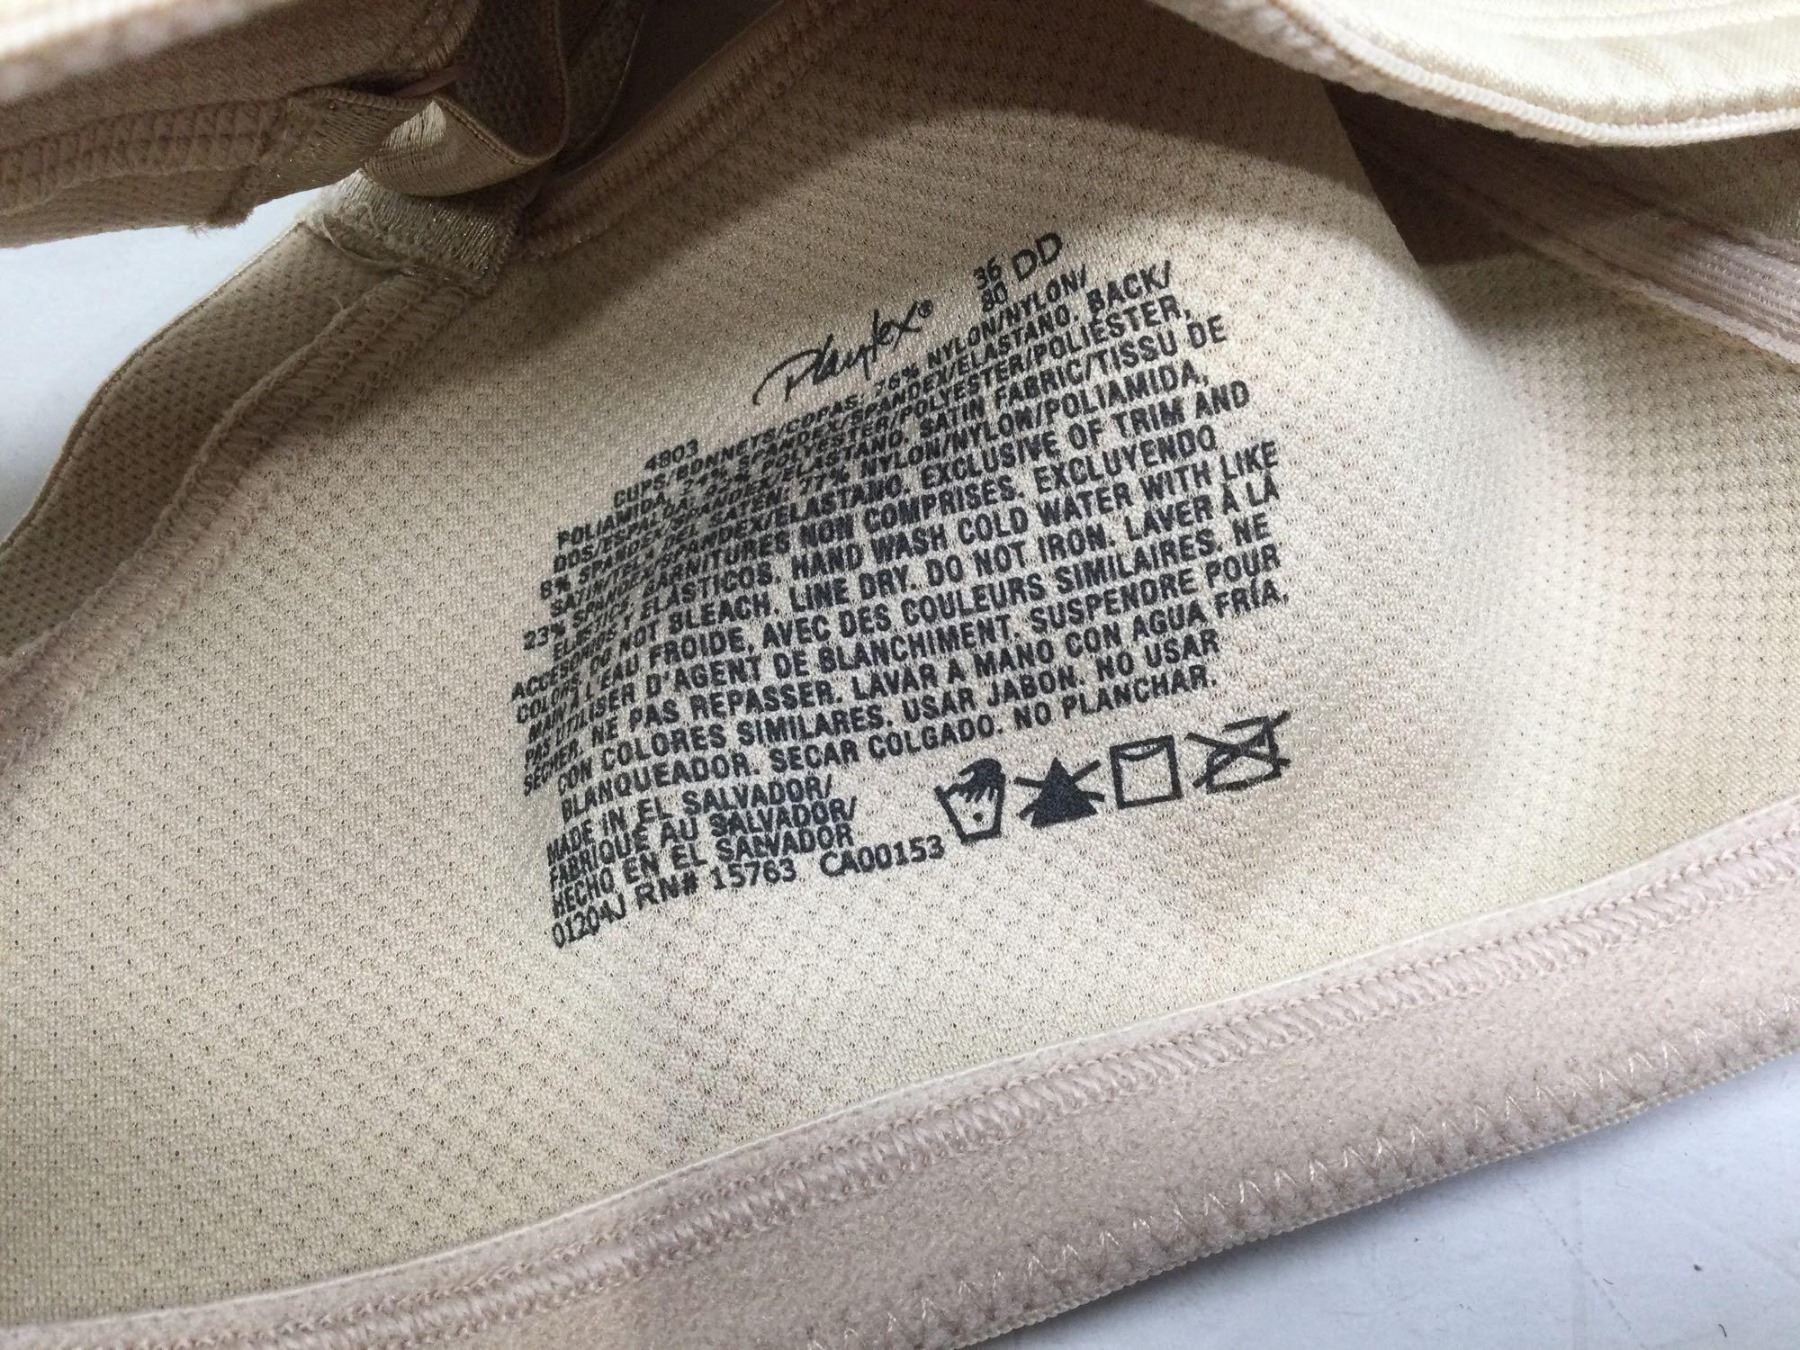 Playtex® 36 DD
80
4803
CUPS/BONNETS/COPAS: 76% NYLON/NYLON/
POLIAMIDA, 24% SPANDEX/SPANDEX/ELASTANO. BACK/
DOS/ESPALDA: POLYESTER/POLYESTER/POLIÉSTER,
8% SPANDEX/SPANDEX/ELASTANO. SATIN FABRIC/TISSU DE
SATIN/TELA DEL SATEN: 77% NYLON/NYLON/POLIAMIDA,
23% SPANDEX/SPANDEX/ELASTANO. EXCLUSIVE OF TRIM AND
ELASTICS. GARNITURES NON COMPRISES. EXCLUYENDO
ACCESORIOS Y ELASTICOS. HAND WASH COLD WATER WITH LIKE
COLORS. DO NOT BLEACH. LINE DRY. DO NOT IRON. LAVER À LA
MAIN À L'EAU FROIDE, AVEC DES COULEURS SIMILAIRES. NE
PAS UTILISER D'AGENT DE BLANCHIMENT. SUSPENDRE POUR
SÉCHER. NE PAS REPASSER. LAVAR A MANO CON AGUA FRÍA,
CON COLORES SIMILARES. USAR JABON. NO USAR
BLANQUEADOR. SECAR COLGADO. NO PLANCHAR.
MADE IN EL SALVADOR/
FABRIQUÉ AU SALVADOR/
HECHO EN EL SALVADOR
01204J RN# 15763 CA00153